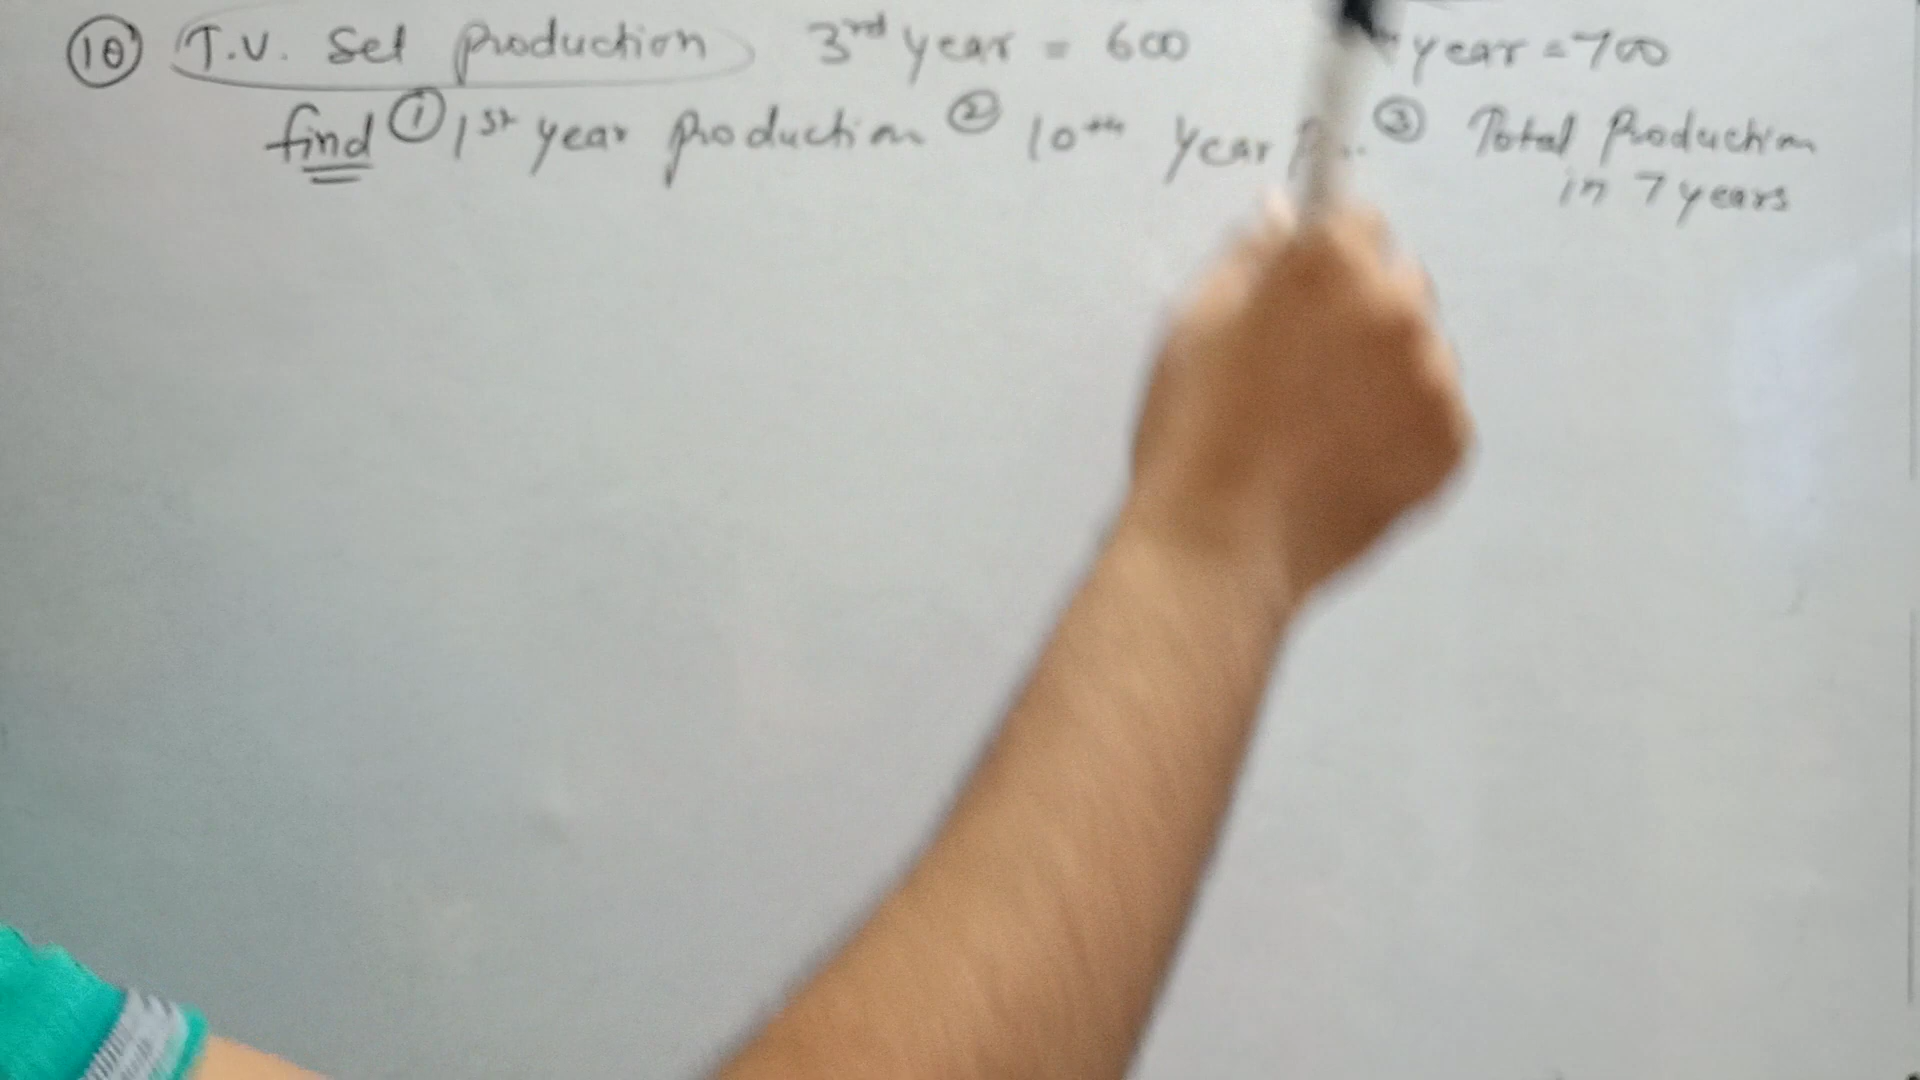 (10) T.V. Set production 3rd year = 600 year = 700
find (1) 1st year production (2) 10th year (3) Total Production
in 7 years